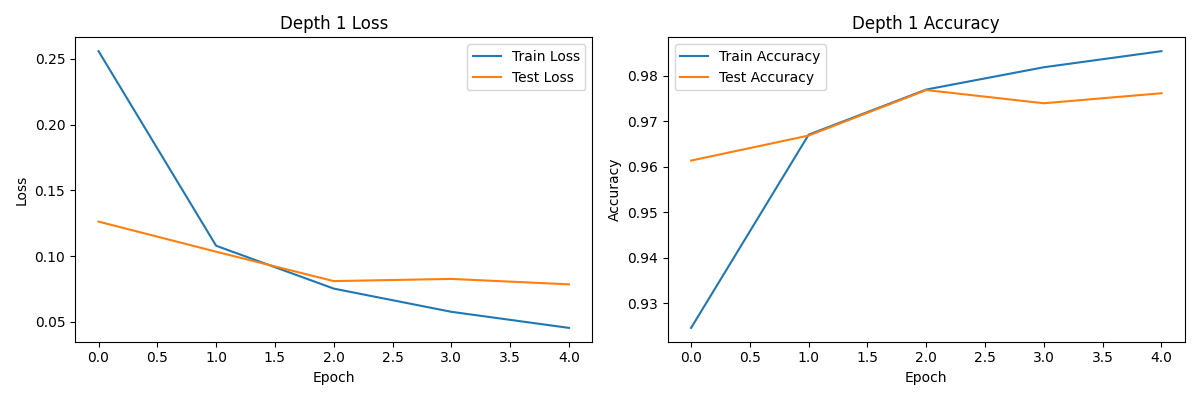 Depth 1 Loss
Train Loss
Test Loss
0.25
0.20
0.15
0.10
0.05
Loss
0.0 0.5 1.0 1.5 2.0 2.5 3.0 3.5 4.0
Epoch
Depth 1 Accuracy
Train Accuracy
Test Accuracy
0.98
0.97
0.96
0.95
0.94
0.93
Accuracy
0.0 0.5 1.0 1.5 2.0 2.5 3.0 3.5 4.0
Epoch